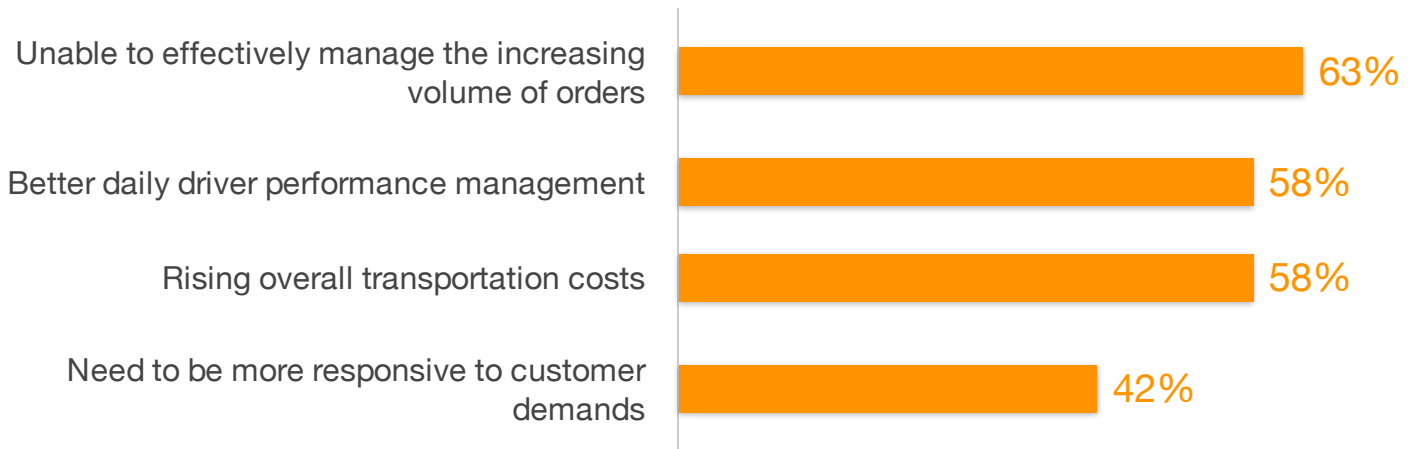 Unable to effectively manage the increasing
volume of orders
63%
Better daily driver performance management
58%
Rising overall transportation costs
58%
Need to be more responsive to customer
demands
42%